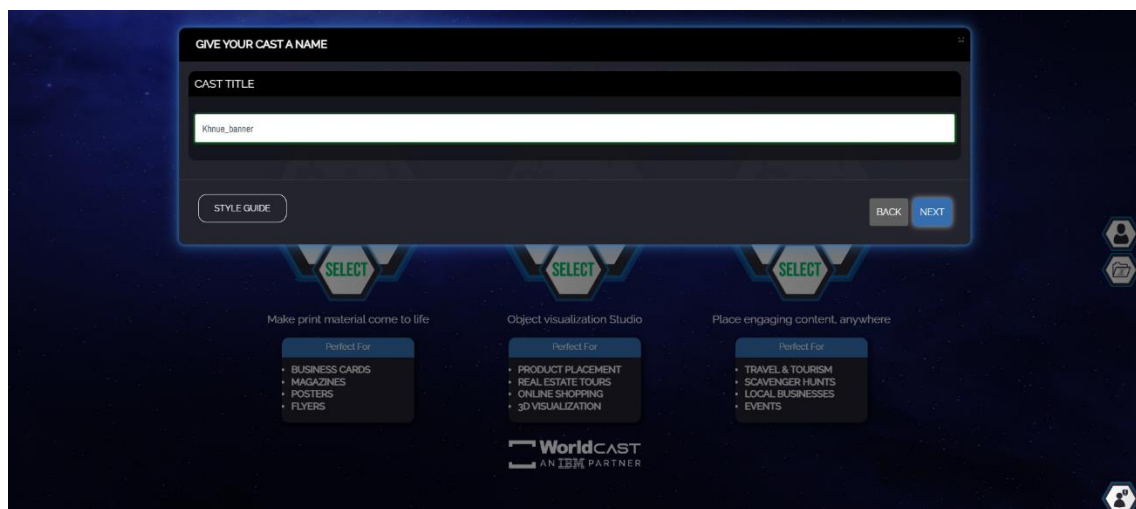 GIVE YOUR CAST A NAME
CAST TITLE
Khnue_banner
STYLE GUIDE
BACK
NEXT
SELECT
SELECT
SELECT
Make print material come to life
Object visualization Studio
Place engaging content, anywhere
Perfect For
• BUSINESS CARDS
• MAGAZINES
• POSTERS
• FLYERS
Perfect For
• PRODUCT PLACEMENT
• REAL ESTATE TOURS
• ONLINE SHOPPING
• 3D VISUALIZATION
Perfect For
• TRAVEL & TOURISM
• SCAVENGER HUNTS
• LOCAL BUSINESSES
• EVENTS
WorldCAST
AN IBM PARTNER